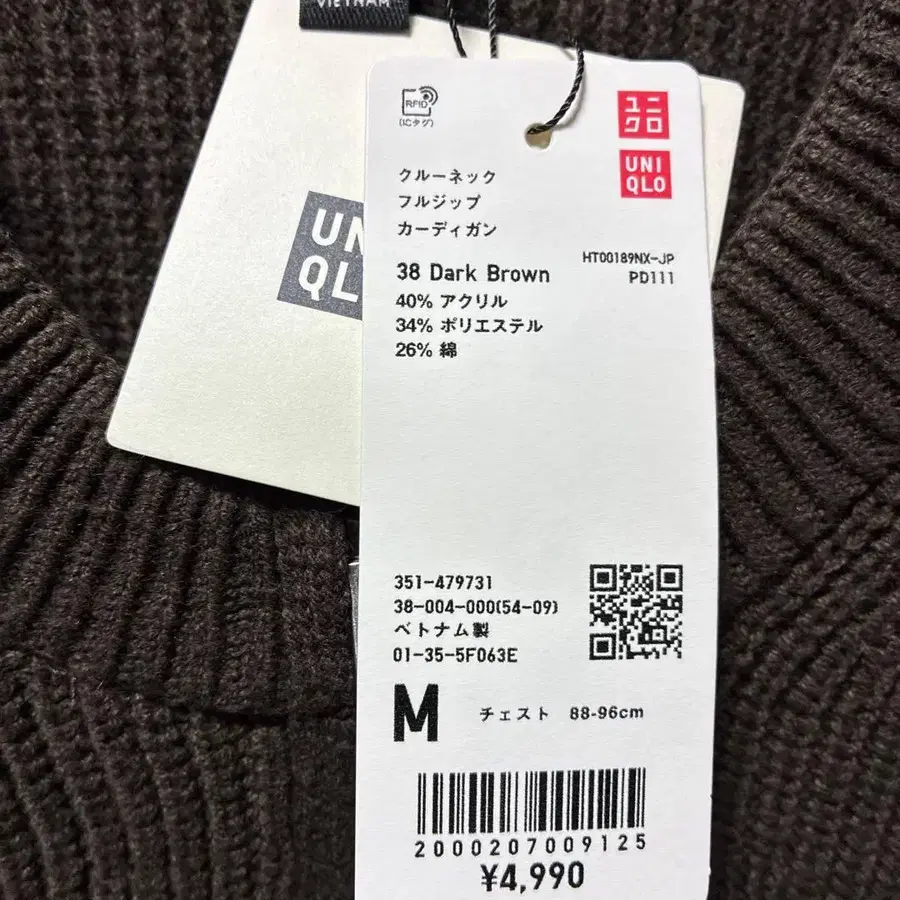 VIETNAM
RFID
(ICタグ)
ユニ
クロ
UNI
QLO
クルーネック
フルジップ
カーディガン
UN
QL
38 Dark Brown
HT00189NX-JP
PD111
40% アクリル
34% ポリエステル
26% 綿
351-479731
38-004-000(54-09)
ベトナム製
01-35-5F063E
M チェスト 88-96cm
2000207009125
¥4,990